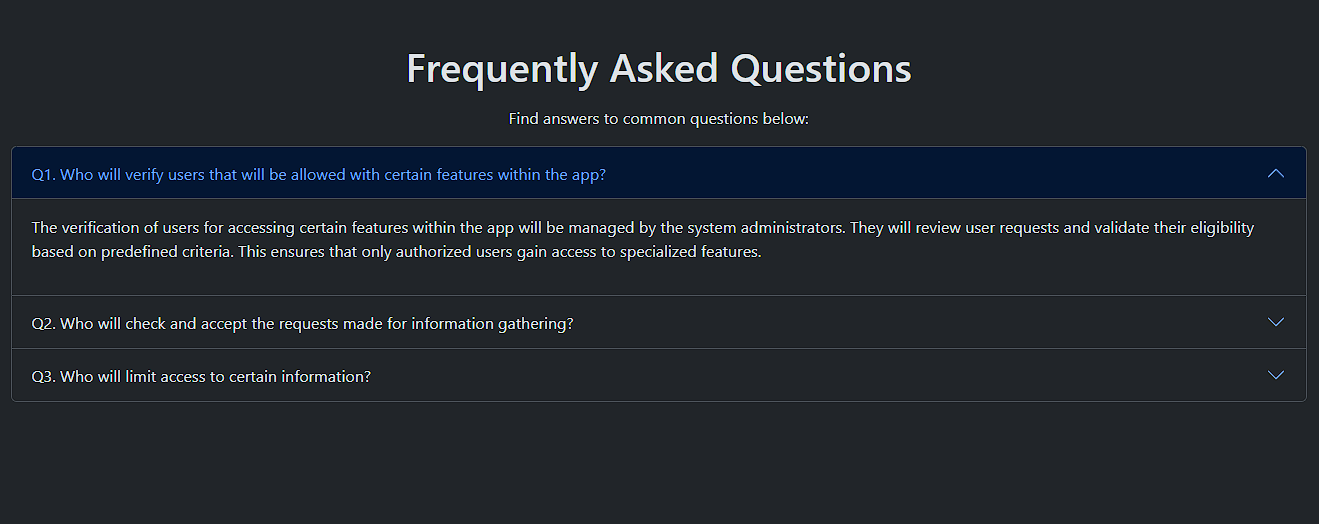 Frequently Asked Questions
Find answers to common questions below:
Q1. Who will verify users that will be allowed with certain features within the app?
The verification of users for accessing certain features within the app will be managed by the system administrators. They will review user requests and validate their eligibility
based on predefined criteria. This ensures that only authorized users gain access to specialized features.
Q2. Who will check and accept the requests made for information gathering?
Q3. Who will limit access to certain information?